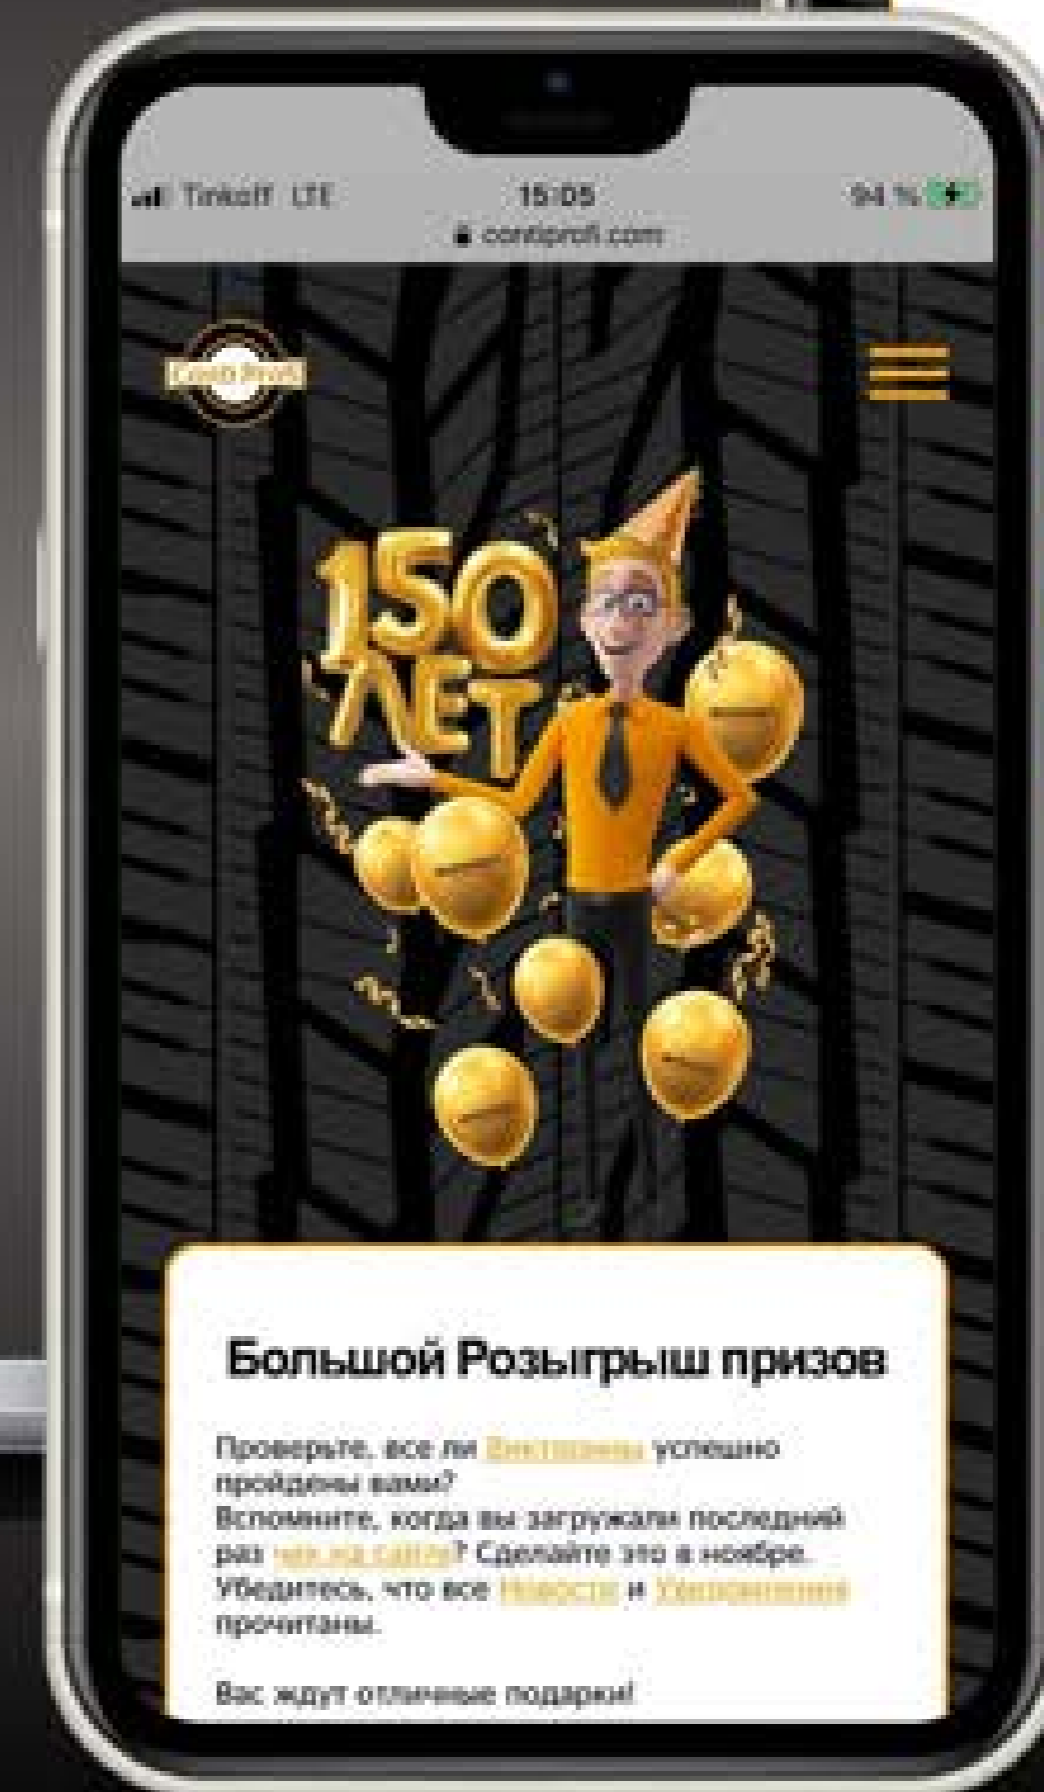 Tinkoff LTE 15:05 94 %
contiprofi.com
Conti Profi
150
ЛЕТ
Большой Розыгрыш призов
Проверьте, все ли Викторины успешно
пройдены вами?
Вспомните, когда вы загружали последний
раз чек на сайте? Сделайте это в ноябре.
Убедитесь, что все Новости и Уведомления
прочитаны.
Вас ждут отличные подарки!